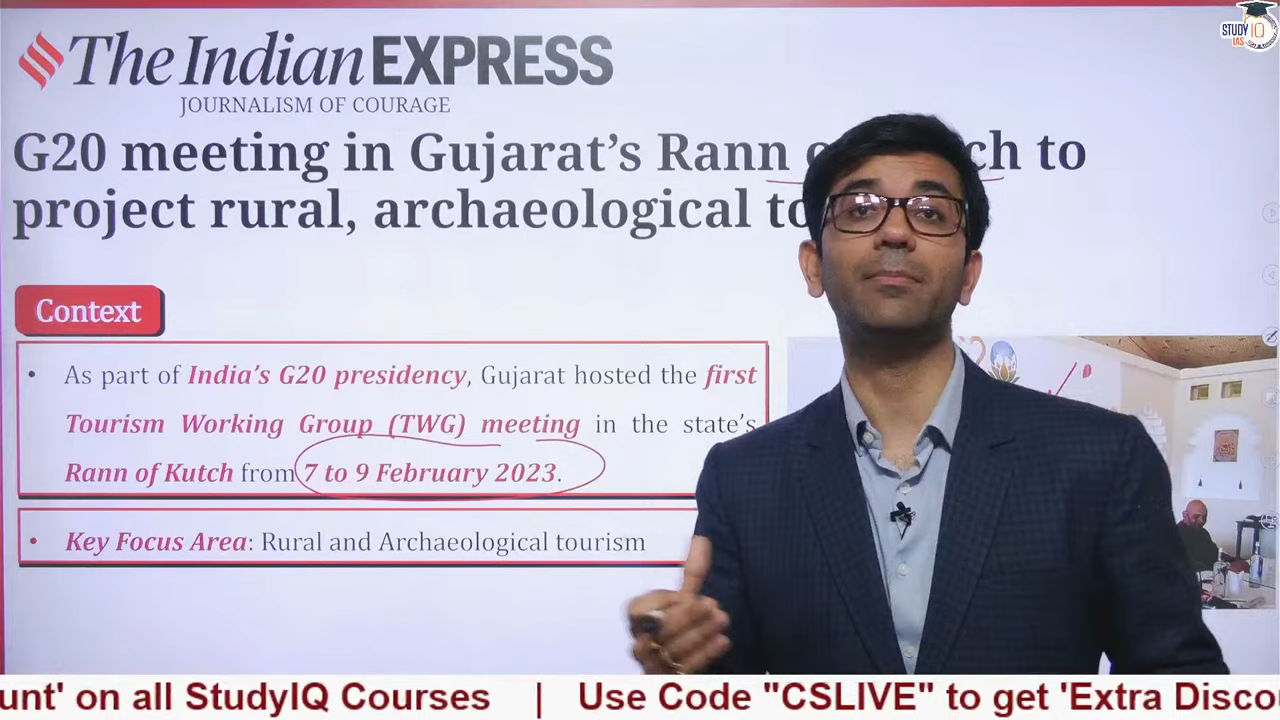 STUDY IQ
IAS
The Indian EXPRESS
JOURNALISM OF COURAGE
G20 meeting in Gujarat’s Rann to
project rural, archaeological
Context
• As part of India’s G20 presidency, Gujarat hosted the first
Tourism Working Group (TWG) meeting in the state’s
Rann of Kutch from 7 to 9 February 2023.
• Key Focus Area: Rural and Archaeological tourism
unt' on all StudyIQ Courses | Use Code "CSLIVE" to get 'Extra Disco